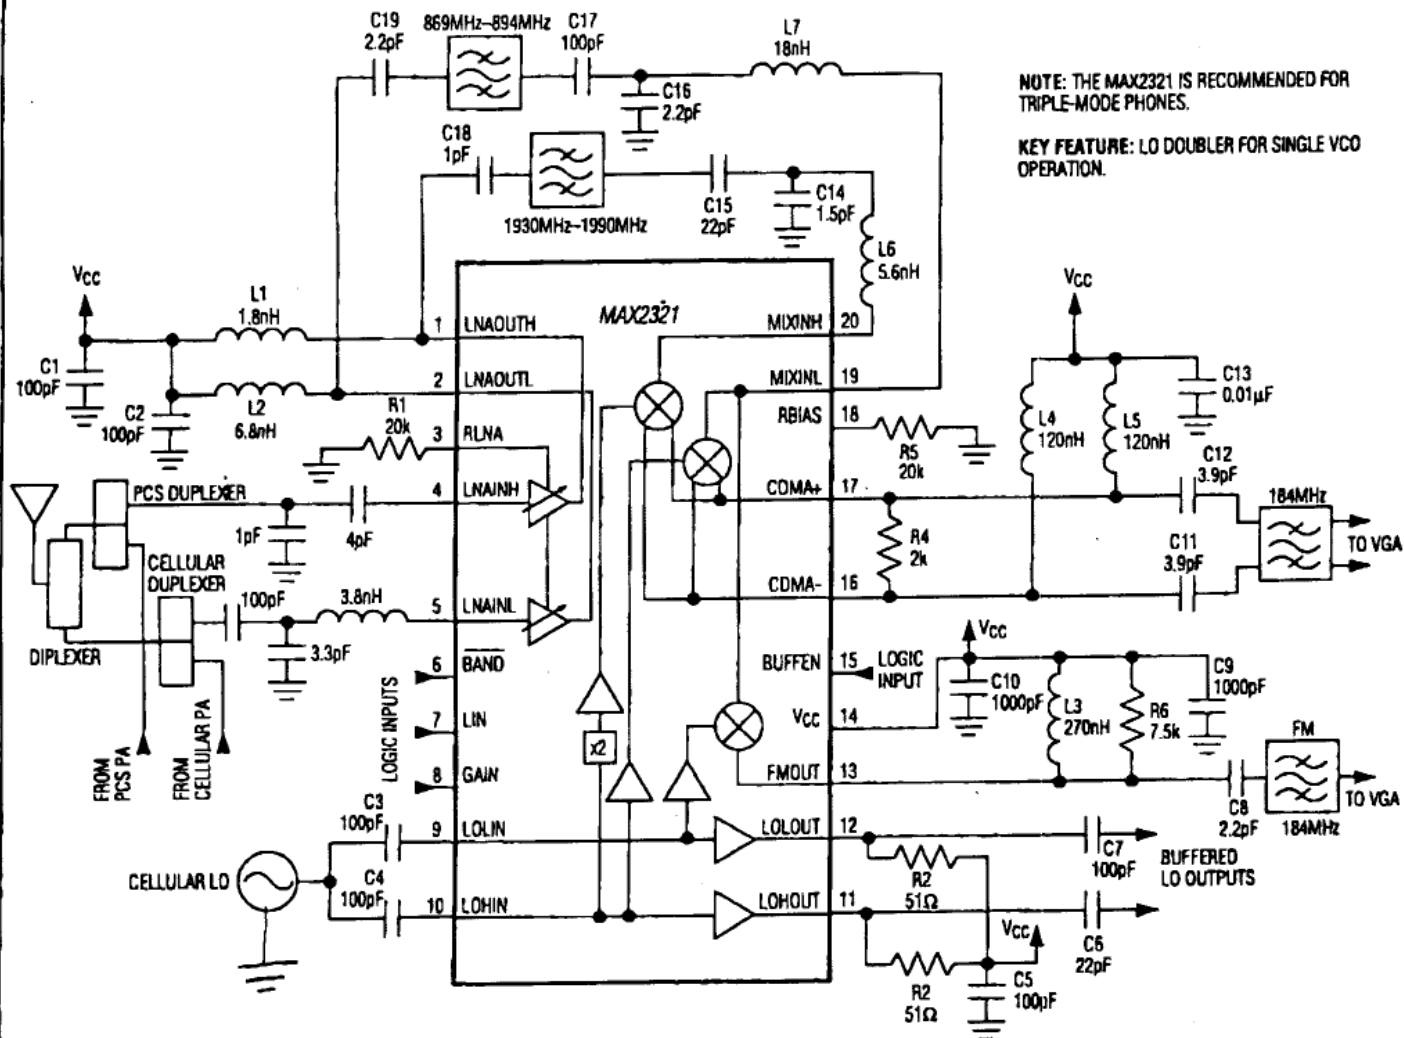 C19
2.2pF
869MHz–894MHz
C17
100pF
L7
18nH
C16
2.2pF
NOTE: THE MAX2321 IS RECOMMENDED FOR
TRIPLE-MODE PHONES.
KEY FEATURE: LO DOUBLER FOR SINGLE VCO
OPERATION.
C18
1pF
1930MHz–1990MHz
C15
22pF
C14
1.5pF
L6
5.6nH
VCC
L1
1.8nH
C1
100pF
C2
100pF
L2
6.8nH
R1
20k
MAX2321
1 LNAOUTH
2 LNAOUTL
3 RLNA
4 LNAINH
5 LNAINL
6 BAND
7 LIN
8 GAIN
9 LOLIN
10 LOHIN
MIXINH 20
MIXINL 19
RBIAS 18
CDMA+ 17
CDMA- 16
BUFFEN 15
VCC 14
FMOUT 13
LOLOUT 12
LOHOUT 11
x2
PCS DUPLEXER
1pF
4pF
CELLULAR
DUPLEXER
100pF
3.8nH
3.3pF
DIPLEXER
FROM
PCS PA
FROM
CELLULAR PA
LOGIC INPUTS
C3
100pF
C4
100pF
CELLULAR LO
R5
20k
VCC
L4
120nH
L5
120nH
C13
0.01µF
C12
3.9pF
R4
2k
C11
3.9pF
184MHz
TO VGA
LOGIC
INPUT
VCC
C10
1000pF
L3
270nH
R6
7.5k
C9
1000pF
FM
C8
2.2pF
184MHz
TO VGA
R2
51Ω
C7
100pF
BUFFERED
LO OUTPUTS
VCC
C6
22pF
R2
51Ω
C5
100pF